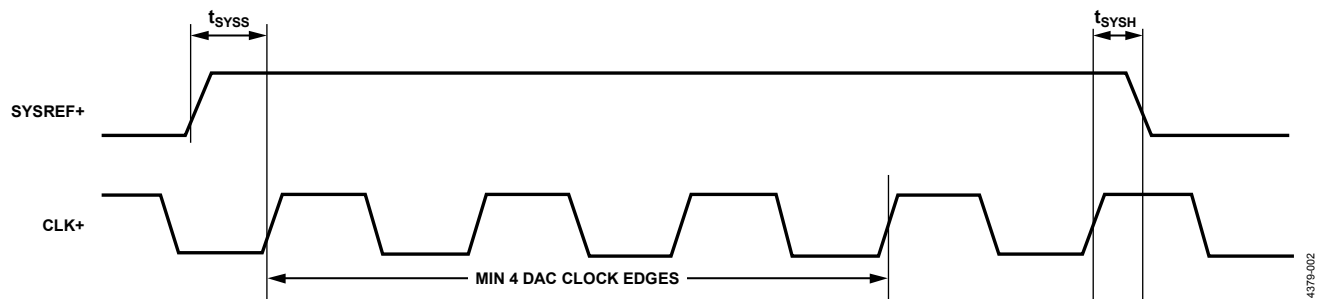 tSYSS
tSYSH
SYSREF+
CLK+
MIN 4 DAC CLOCK EDGES
4379-002